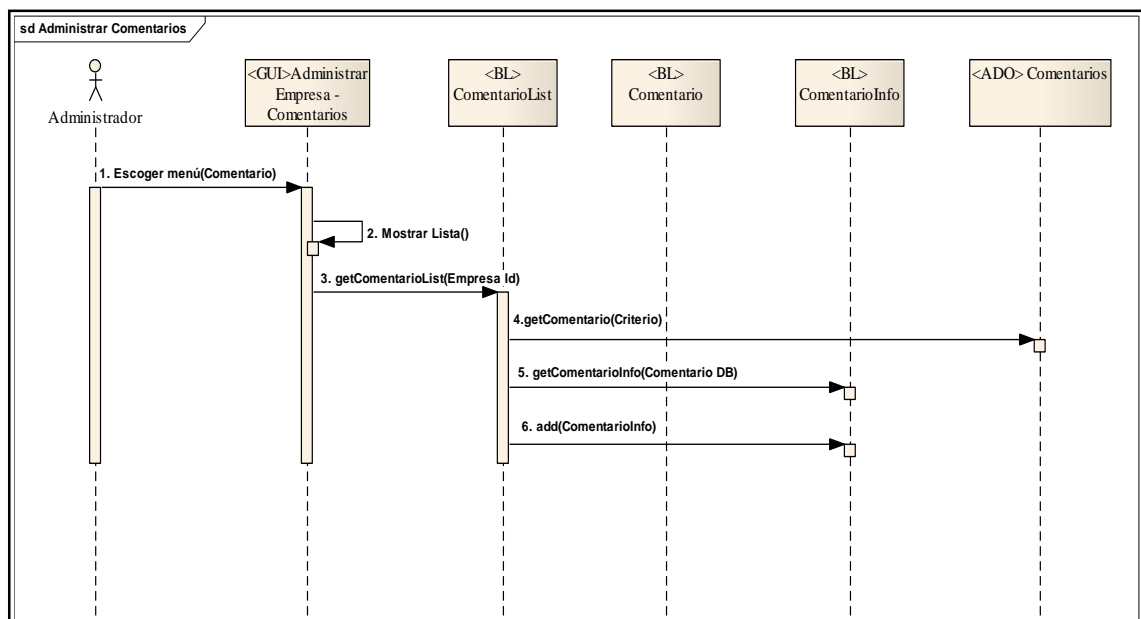 sd Administrar Comentarios
Administrador
<GUI>Administrar
Empresa -
Comentarios
<BL>
ComentarioList
<BL>
Comentario
<BL>
ComentarioInfo
<ADO> Comentarios
1. Escoger menú(Comentario)
2. Mostrar Lista()
3. getComentarioList(Empresa Id)
4.getComentario(Criterio)
5. getComentarioInfo(Comentario DB)
6. add(ComentarioInfo)